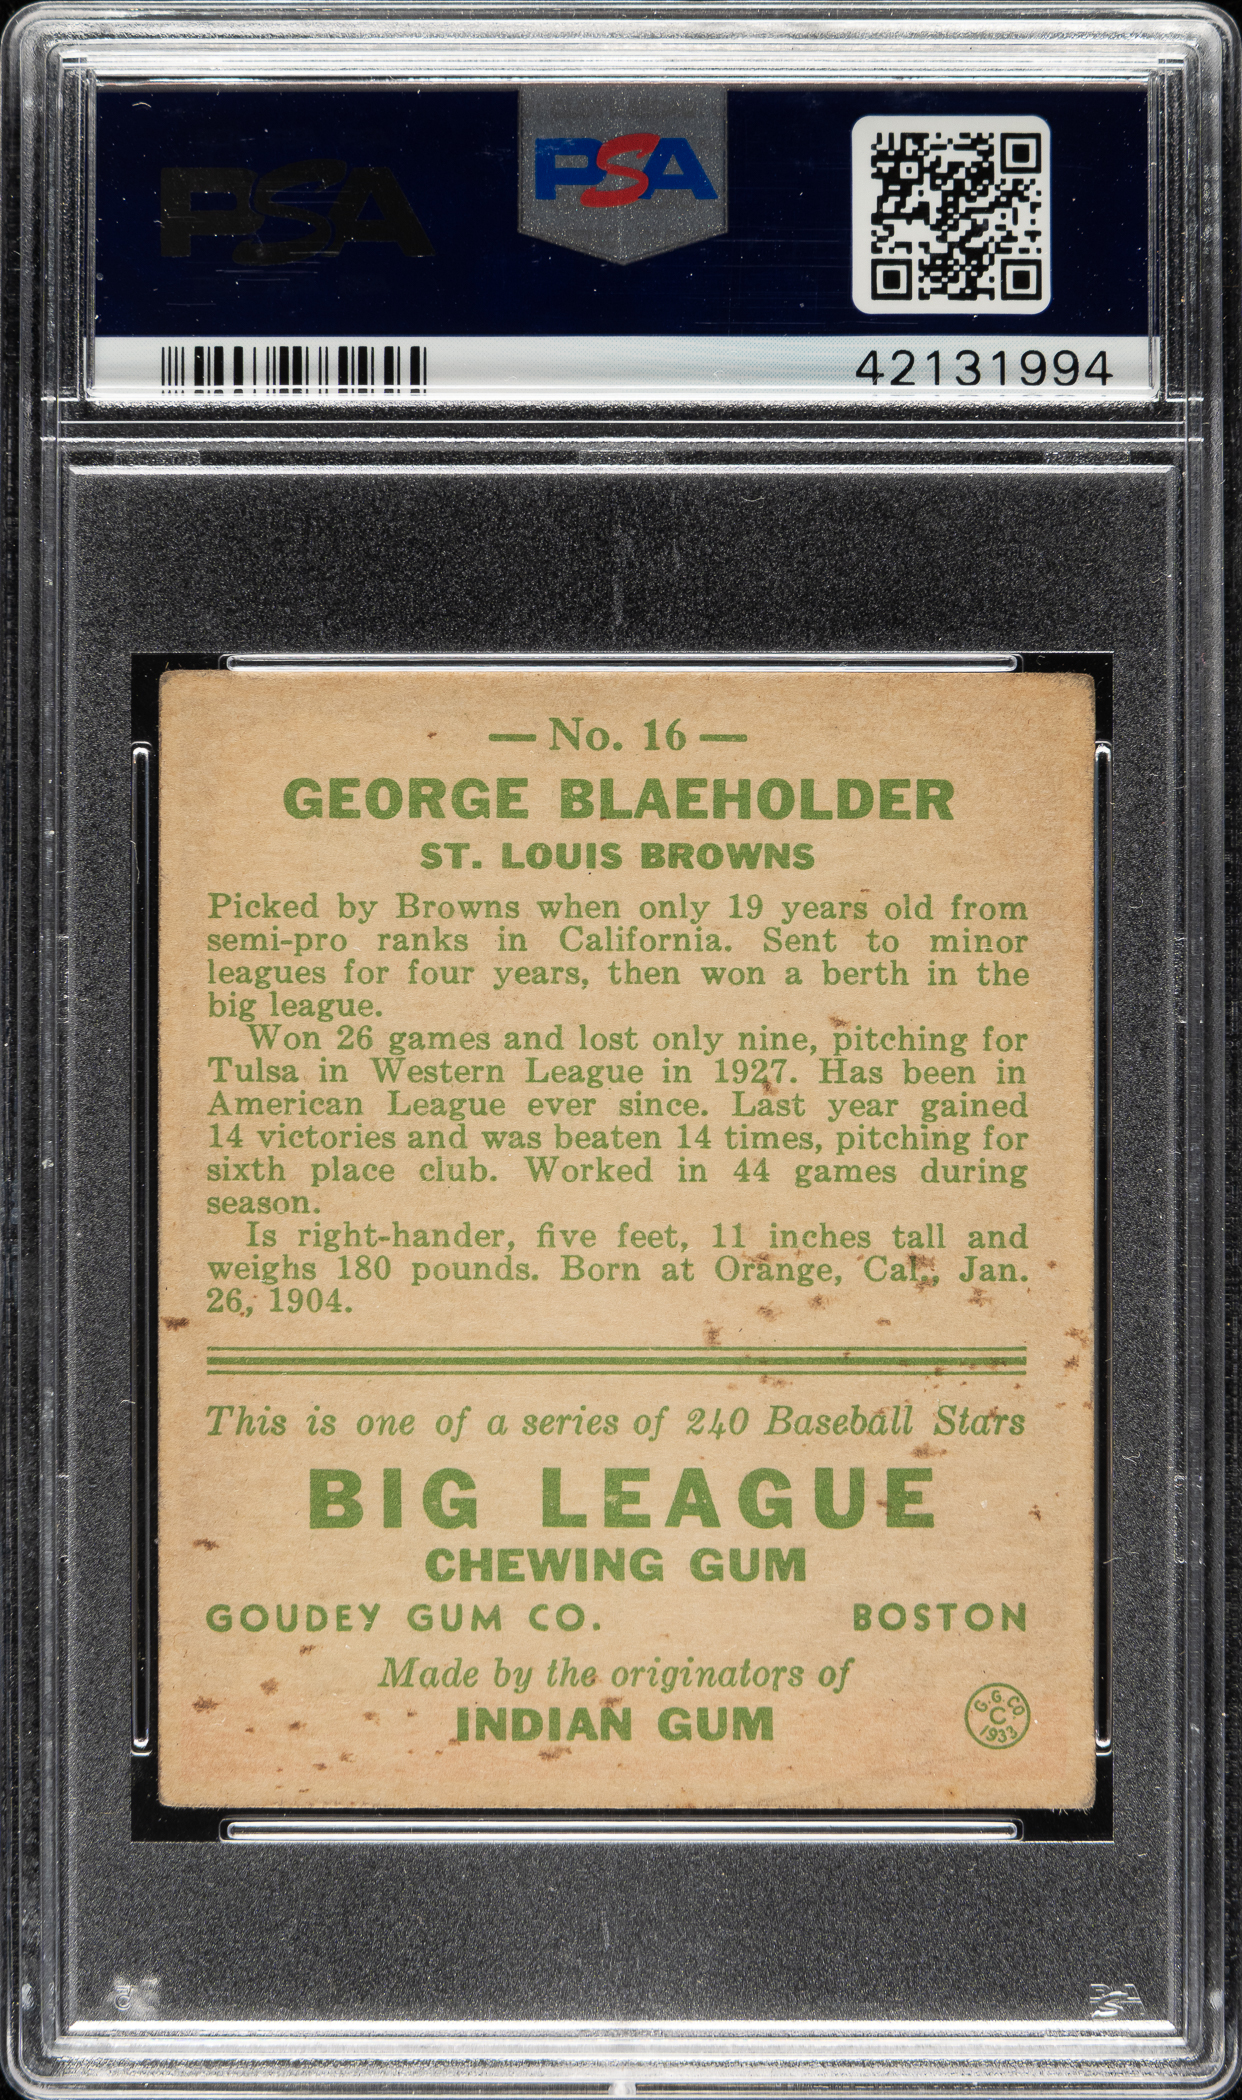 PSA
PSA
42131994
— No. 16 —
GEORGE BLAEHOLDER
ST. LOUIS BROWNS
Picked by Browns when only 19 years old from
semi-pro ranks in California. Sent to minor
leagues for four years, then won a berth in the
big league.
Won 26 games and lost only nine, pitching for
Tulsa in Western League in 1927. Has been in
American League ever since. Last year gained
14 victories and was beaten 14 times, pitching for
sixth place club. Worked in 44 games during
season.
Is right-hander, five feet, 11 inches tall and
weighs 180 pounds. Born at Orange, Cal., Jan.
26, 1904.
This is one of a series of 240 Baseball Stars
BIG LEAGUE
CHEWING GUM
GOUDEY GUM CO. BOSTON
Made by the originators of
INDIAN GUM
G. G. CO.
C
1933
PSA